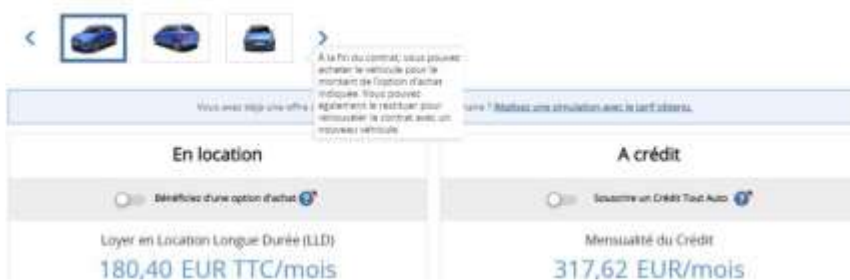 À la fin du contrat, vous pouvez
acheter le véhicule pour le
montant de l'option d'achat
indiquée. Vous pouvez
également le restituer pour
renouveler le contrat avec un
nouveau véhicule.
Vous avez déjà une offre
? Réalisez une simulation avec le tarif obtenu.
En location
Bénéficiez d'une option d'achat ?
Loyer en Location Longue Durée (LLD)
180,40 EUR TTC/mois
A crédit
Souscrire un Crédit Tout Auto ?
Mensualité du Crédit
317,62 EUR/mois